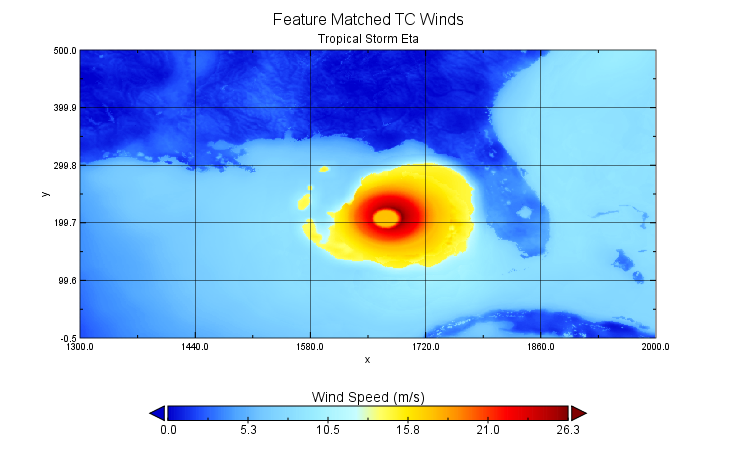 Feature Matched TC Winds
Tropical Storm Eta
500.0
399.9
299.8
y
199.7
99.6
-0.5
1300.0 1440.0 1580.0 1720.0 1860.0 2000.0
x
Wind Speed (m/s)
0.0 5.3 10.5 15.8 21.0 26.3